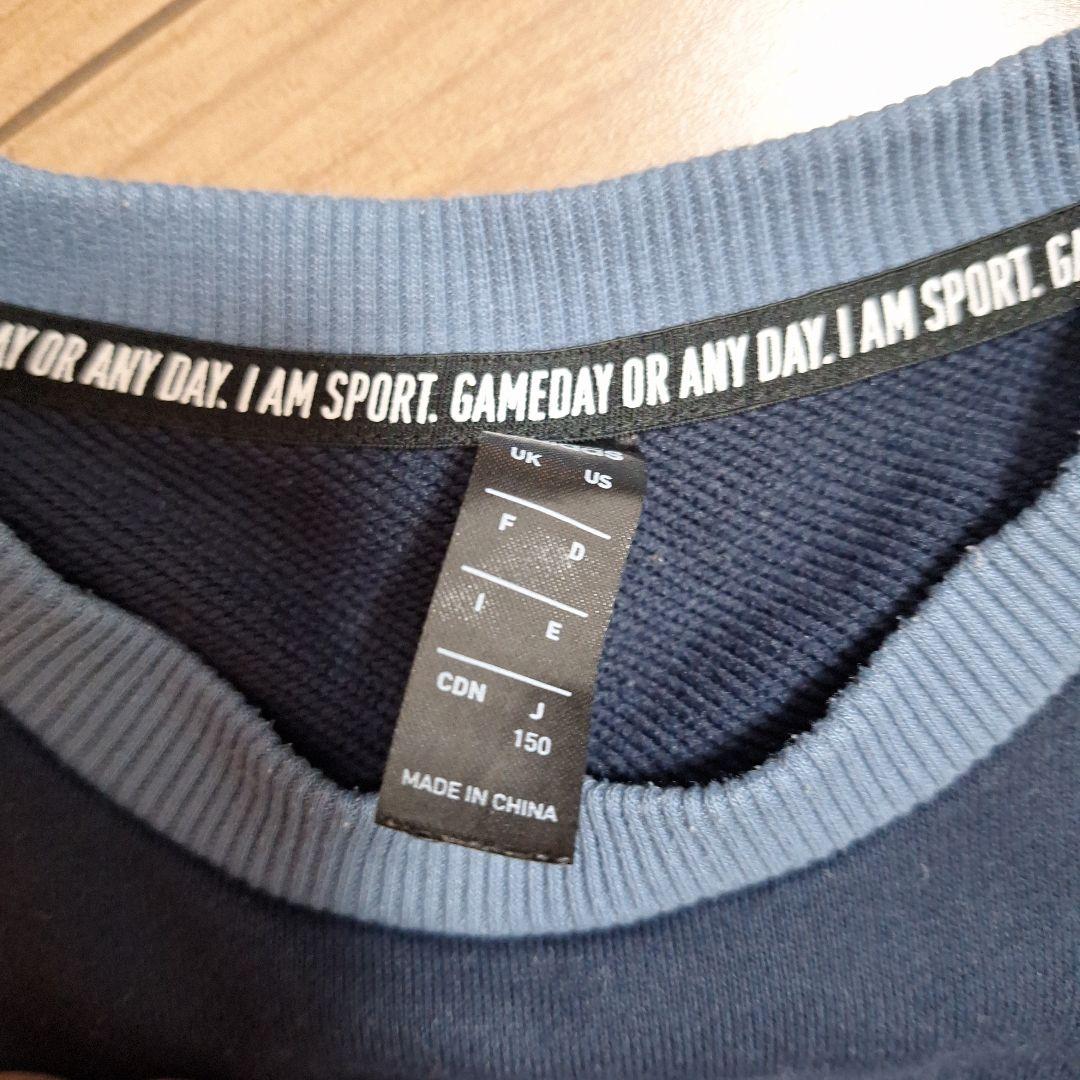 AY OR ANY DAY. I AM SPORT. GAMEDAY OR ANY DAY. I AM SPORT. GA
UK US
F D
I E
CDN J
150
MADE IN CHINA